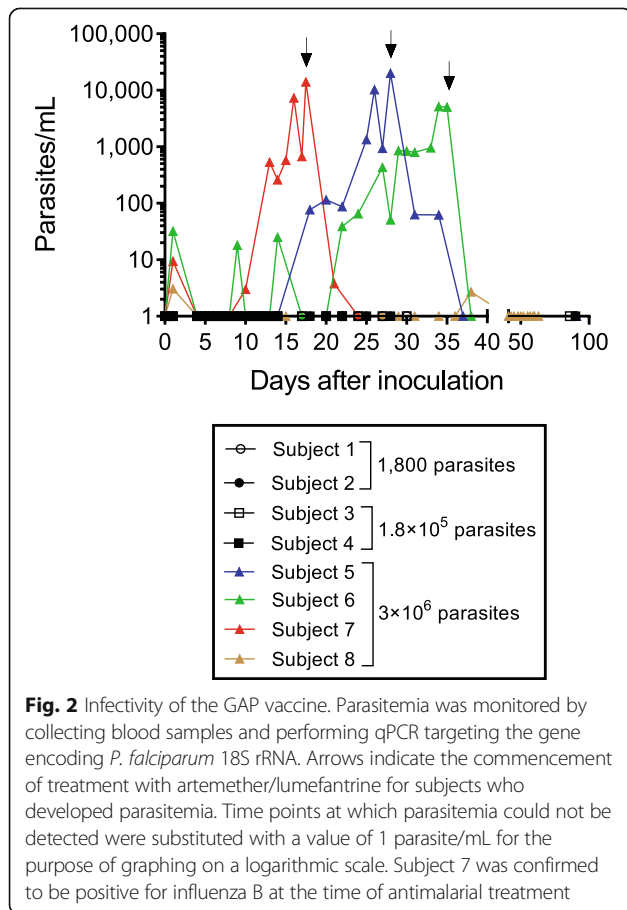 100,000
10,000
1,000
100
10
1
Parasites/mL
0 5 10 15 20 25 30 35 40 50 100
Days after inoculation
Subject 1
Subject 2
1,800 parasites
Subject 3
Subject 4
1.8×10⁵ parasites
Subject 5
Subject 6
Subject 7
Subject 8
3×10⁶ parasites
Fig. 2 Infectivity of the GAP vaccine. Parasitemia was monitored by
collecting blood samples and performing qPCR targeting the gene
encoding P. falciparum 18S rRNA. Arrows indicate the commencement
of treatment with artemether/lumefantrine for subjects who
developed parasitemia. Time points at which parasitemia could not be
detected were substituted with a value of 1 parasite/mL for the
purpose of graphing on a logarithmic scale. Subject 7 was confirmed
to be positive for influenza B at the time of antimalarial treatment